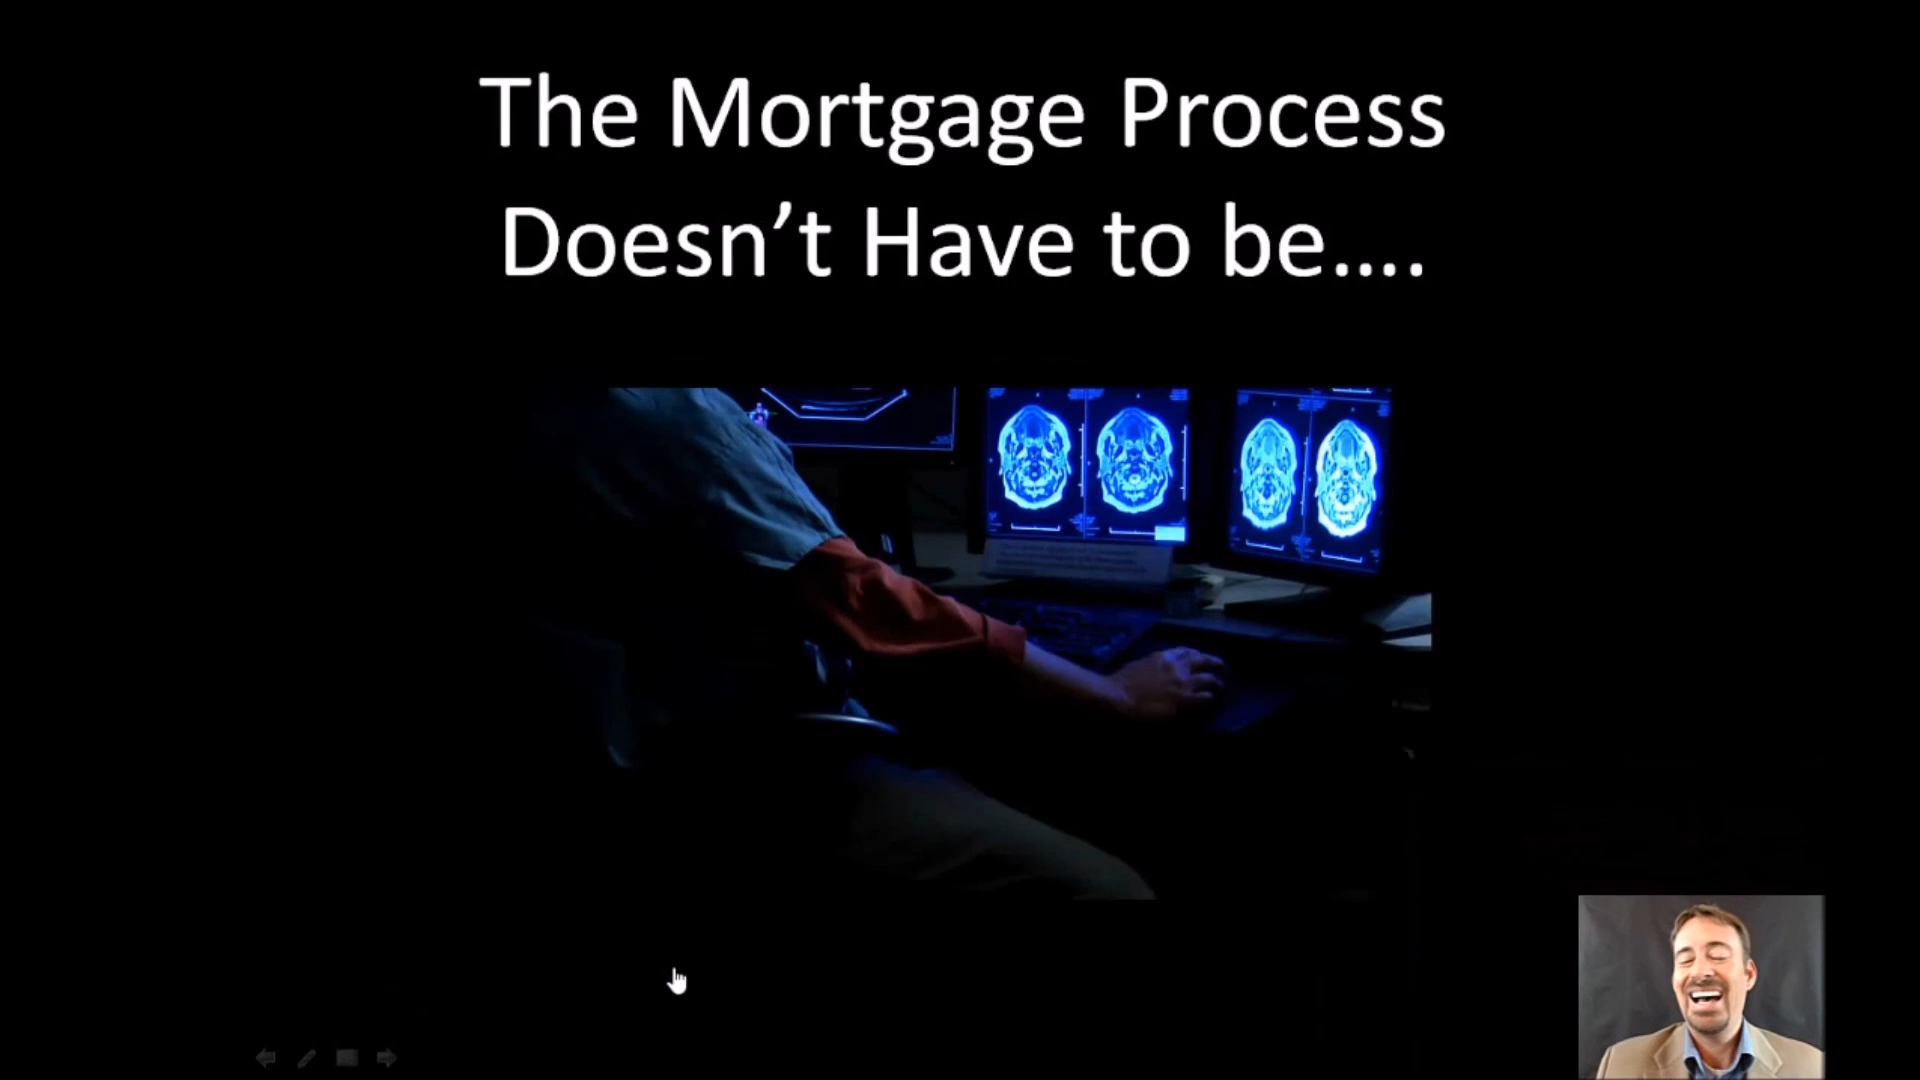 The Mortgage Process
Doesn’t Have to be....